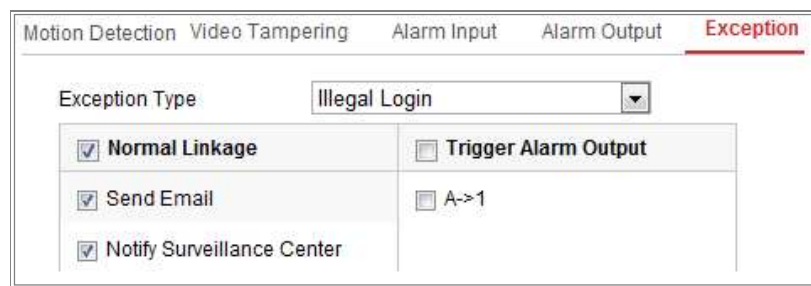 Motion Detection Video Tampering Alarm Input Alarm Output Exception
Exception Type Illegal Login
Normal Linkage Trigger Alarm Output
Send Email A->1
Notify Surveillance Center